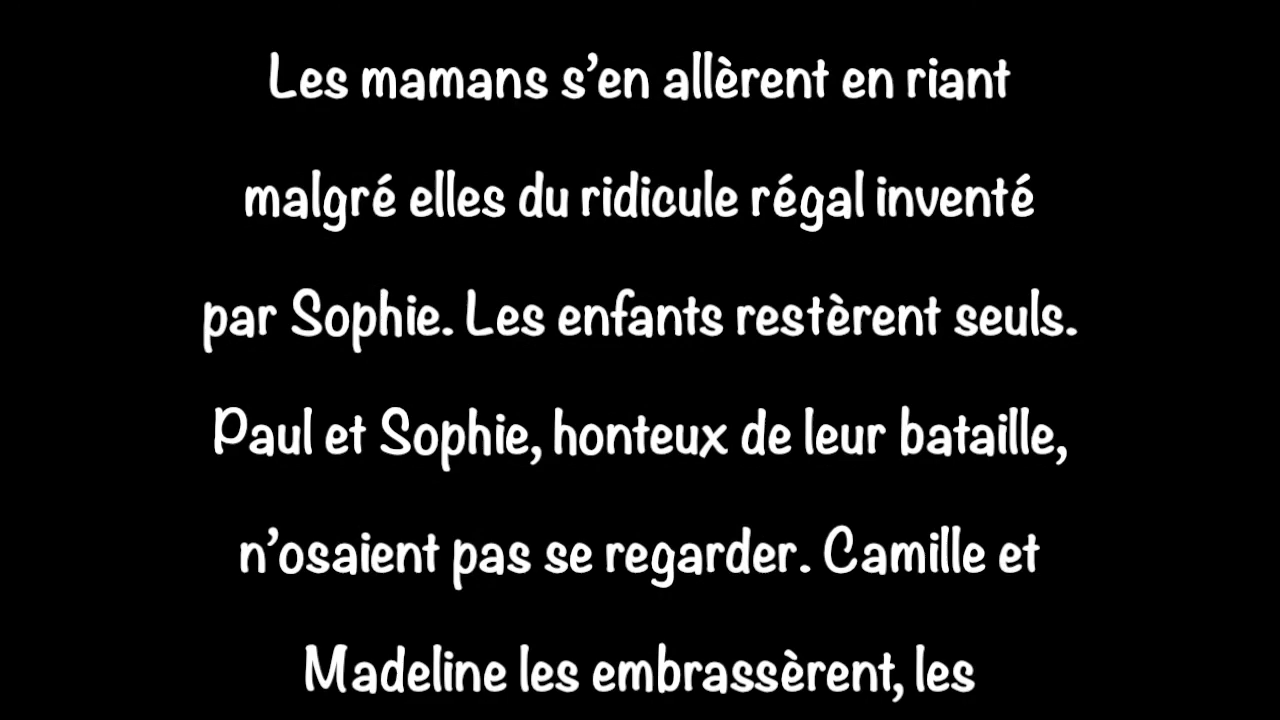 Les mamans s’en allèrent en riant
malgré elles du ridicule régal inventé
par Sophie. Les enfants restèrent seuls.
Paul et Sophie, honteux de leur bataille,
n’osaient pas se regarder. Camille et
Madeline les embrassèrent, les